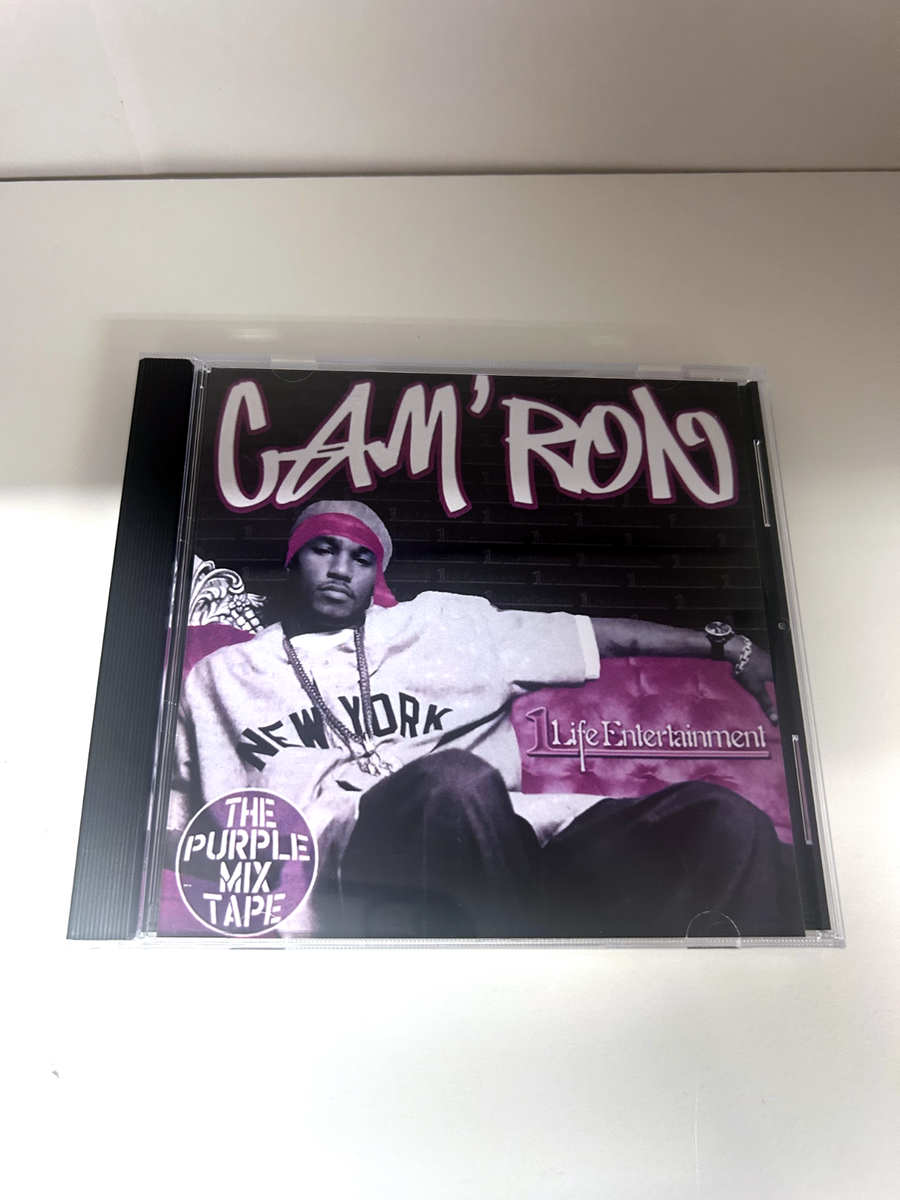 CAM'RON
NEW YORK
1 Life Entertainment
THE
PURPLE
MIX
TAPE